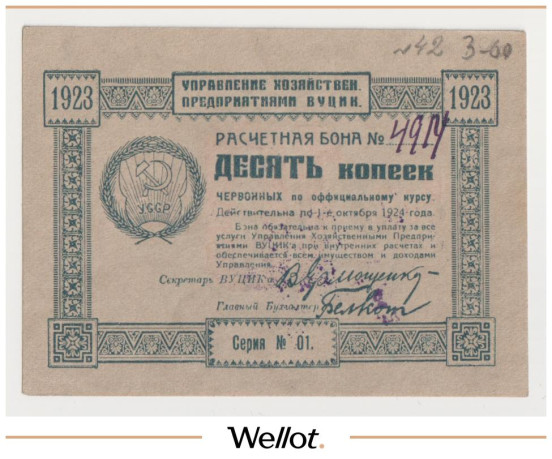 №42 3-60
УПРАВЛЕНИЕ ХОЗЯЙСТВЕН.
1923 ПРЕДПРИЯТИЯМИ ВУЦИК. 1923
РАСЧЕТНАЯ БОНА № 4914
ДЕСЯТЬ копеек
ЧЕРВОННЫХ по оффициальному курсу.
Действительна по 1-е октября 1924 года.
Бона обязательна к приему в уплату за все
услуги Управления Хозяйственными Предпри-
ятиями ВУЦИК'а при внутренних расчетах и
обеспечивается всем имуществом и доходами
Управления.
УССР
Секретарь ВУЦИКа
Главный Бухгалтер
Серия № 01.
Wellot.